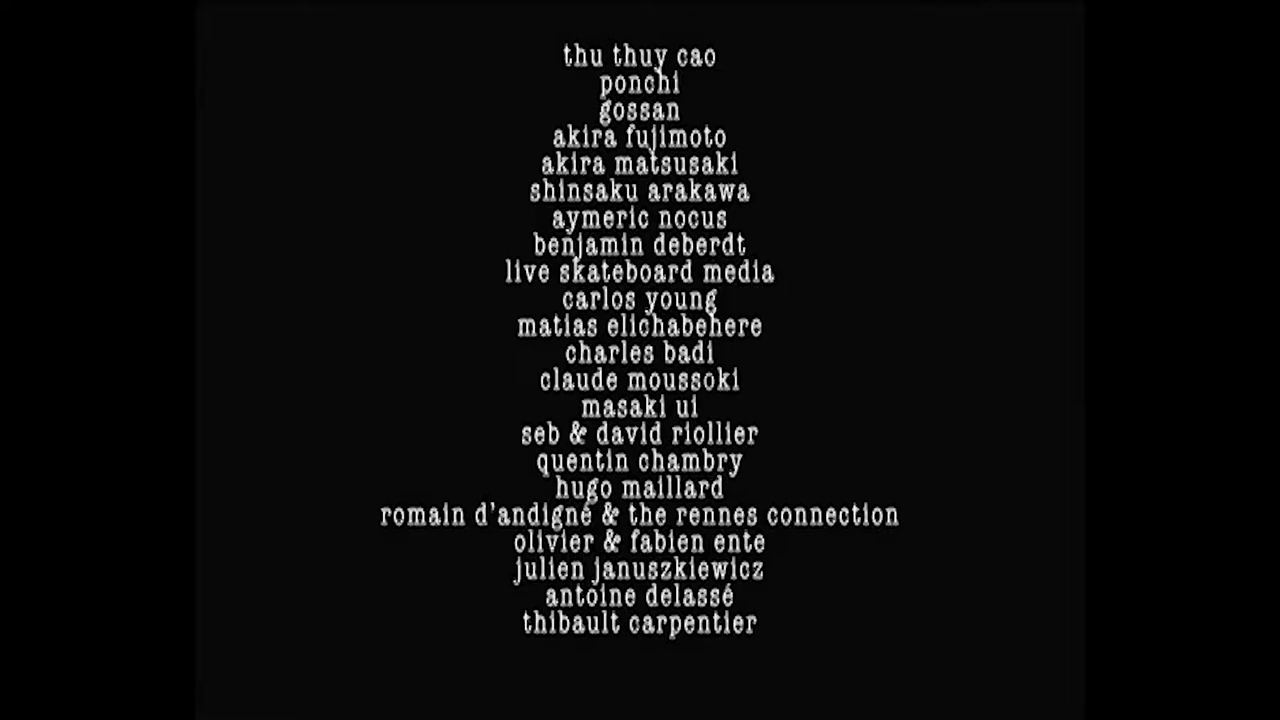 thu thuy cao
ponchi
gossan
akira fujimoto
akira matsusaki
shinsaku arakawa
aymeric nocus
benjamin deberdt
live skateboard media
carlos young
matias elichabehere
charles badi
claude moussoki
masaki ui
seb & david riollier
quentin chambry
hugo maillard
romain d'andigné & the rennes connection
olivier & fabien ente
julien januszkiewicz
antoine delassé
thibault carpentier